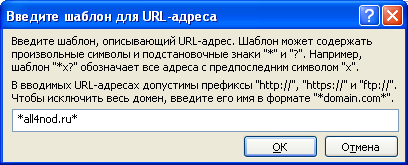 Введите шаблон для URL-адреса
Введите шаблон, описывающий URL-адрес. Шаблон может содержать
произвольные символы и подстановочные знаки "*" и "?". Например,
шаблон "*x?" обозначает все адреса с предпоследним символом "x".
В вводимых URL-адресах допустимы префиксы "http://", "https://" и "ftp://".
Чтобы исключить весь домен, введите его имя в формате "*domain.com*".
*all4nod.ru*
OK
Отмена